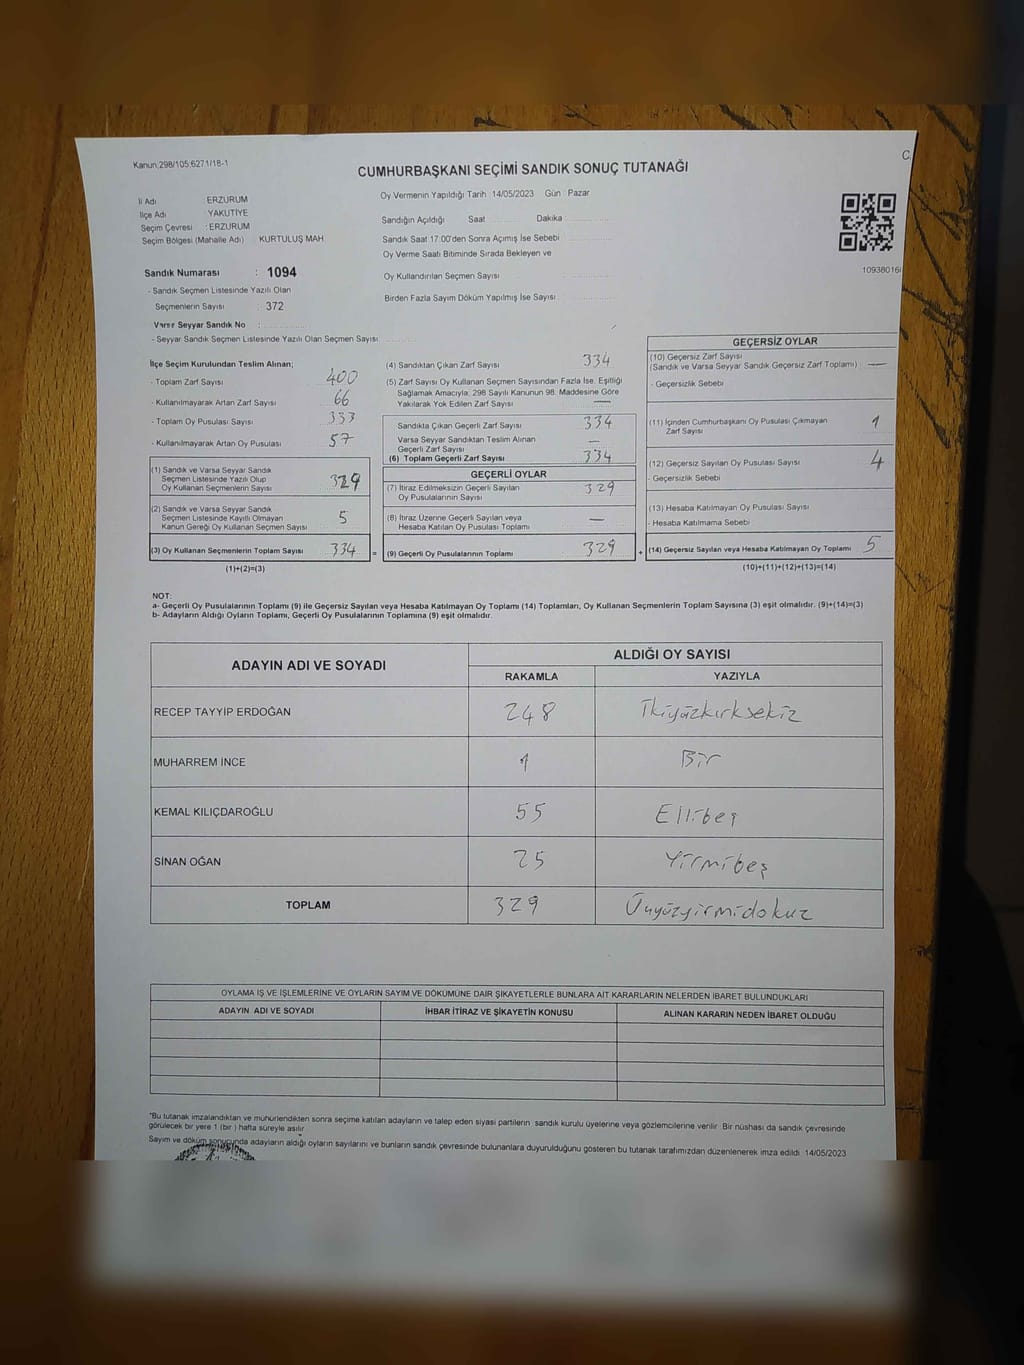 Kanun:298/105;6271/18-1
C.
CUMHURBAŞKANI SEÇİMİ SANDIK SONUÇ TUTANAĞI
İl Adı : ERZURUM
İlçe Adı : YAKUTİYE
Seçim Çevresi : ERZURUM
Seçim Bölgesi (Mahalle Adı) KURTULUŞ MAH
Sandık Numarası : 1094
- Sandık Seçmen Listesinde Yazılı Olan
Seçmenlerin Sayısı : 372
Varsa Seyyar Sandık No :
- Seyyar Sandık Seçmen Listesinde Yazılı Olan Seçmen Sayısı
Oy Vermenin Yapıldığı Tarih 14/05/2023 Gün Pazar
Sandığın Açıldığı Saat Dakika
Sandık Saat 17.00'den Sonra Açımış İse Sebebi
Oy Verme Saati Bitiminde Sırada Bekleyen ve
Oy Kullandırılan Seçmen Sayısı
Birden Fazla Sayım Döküm Yapılmış İse Sayısı
1093801
İlçe Seçim Kurulundan Teslim Alınan;
- Toplam Zarf Sayısı 400
- Kullanılmayarak Artan Zarf Sayısı 66
- Toplam Oy Pusulası Sayısı 333
- Kullanılmayarak Artan Oy Pusulası 57
(1) Sandık ve Varsa Seyyar Sandık
Seçmen Listesinde Yazılı Olup
Oy Kullanan Seçmenlerin Sayısı 329
(2) Sandık ve Varsa Seyyar Sandık
Seçmen Listesinde Kayıtlı Olmayan
Kanun Gereği Oy Kullanan Seçmen Sayısı 5
(3) Oy Kullanan Seçmenlerin Toplam Sayısı 334 =
(1)+(2)=(3)
(4) Sandıktan Çıkan Zarf Sayısı 334
(5) Zarf Sayısı Oy Kullanan Seçmen Sayısından Fazla İse, Eşitliği
Sağlamak Amacıyla, 298 Sayılı Kanunun 98. Maddesine Göre
Yakılarak Yok Edilen Zarf Sayısı —
Sandıkta Çıkan Geçerli Zarf Sayısı 334
Varsa Seyyar Sandıktan Teslim Alınan
Geçerli Zarf Sayısı —
(6) Toplam Geçerli Zarf Sayısı 334
GEÇERLİ OYLAR
(7) İtiraz Edilmeksizin Geçerli Sayılan
Oy Pusulalarının Sayısı 329
(8) İtiraz Üzerine Geçerli Sayılan veya
Hesaba Katılan Oy Pusulası Toplamı —
(9) Geçerli Oy Pusulalarının Toplamı 329 +
GEÇERSİZ OYLAR
(10) Geçersiz Zarf Sayısı
(Sandık ve Varsa Seyyar Sandık Geçersiz Zarf Toplamı) —
- Geçersizlik Sebebi
(11) İçinden Cumhurbaşkanı Oy Pusulası Çıkmayan
Zarf Sayısı 1
(12) Geçersiz Sayılan Oy Pusulası Sayısı 4
- Geçersizlik Sebebi
(13) Hesaba Katılmayan Oy Pusulası Sayısı
- Hesaba Katılmama Sebebi
(14) Geçersiz Sayılan veya Hesaba Katılmayan Oy Toplamı 5
(10)+(11)+(12)+(13)=(14)
NOT:
a- Geçerli Oy Pusulalarının Toplamı (9) ile Geçersiz Sayılan veya Hesaba Katılmayan Oy Toplamı (14) Toplamları, Oy Kullanan Seçmenlerin Toplam Sayısına (3) eşit olmalıdır. (9)+(14)=(3)
b- Adayların Aldığı Oyların Toplamı, Geçerli Oy Pusulalarının Toplamına (9) eşit olmalıdır.
ADAYIN ADI VE SOYADI ALDIĞI OY SAYISI
RAKAMLA YAZIYLA
RECEP TAYYİP ERDOĞAN 248 İkiyüzkırksekiz
MUHARREM İNCE 1 Bir
KEMAL KILIÇDAROĞLU 55 Ellibeş
SİNAN OĞAN 25 Yirmibeş
TOPLAM 329 Üçyüzyirmidokuz
OYLAMA İŞ VE İŞLEMLERİNE VE OYLARIN SAYIM VE DÖKÜMÜNE DAİR ŞİKAYETLERLE BUNLARA AİT KARARLARIN NELERDEN İBARET BULUNDUKLARI
ADAYIN ADI VE SOYADI İHBAR İTİRAZ VE ŞİKAYETİN KONUSU ALINAN KARARIN NEDEN İBARET OLDUĞU
*Bu tutanak imzalandıktan ve mühürlendikten sonra seçime katılan adayların ve talep eden siyasi partilerin sandık kurulu üyelerine veya gözlemcilerine verilir. Bir nüshası da sandık çevresinde
görülecek bir yere 1 (bir) hafta süreyle asılır.
Sayım ve döküm sonucunda adayların aldığı oyların sayılarını ve bunların sandık çevresinde bulunanlara duyurulduğunu gösteren bu tutanak tarafımızdan düzenlenerek imza edildi. 14/05/2023